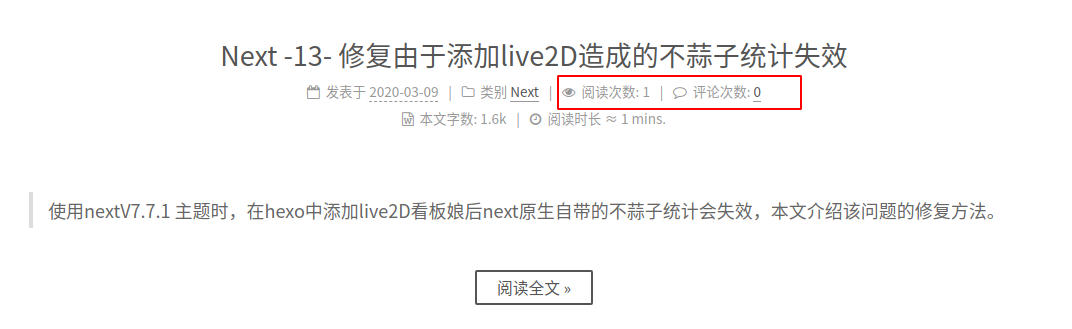 Next -13- 修复由于添加live2D造成的不蒜子统计失效
发表于 2020-03-09 | 类别 Next | 阅读次数: 1 | 评论次数: 0
本文字数: 1.6k | 阅读时长 ≈ 1 mins.
使用nextV7.7.1 主题时，在hexo中添加live2D看板娘后next原生自带的不蒜子统计会失效，本文介绍该问题的修复方法。
阅读全文 »